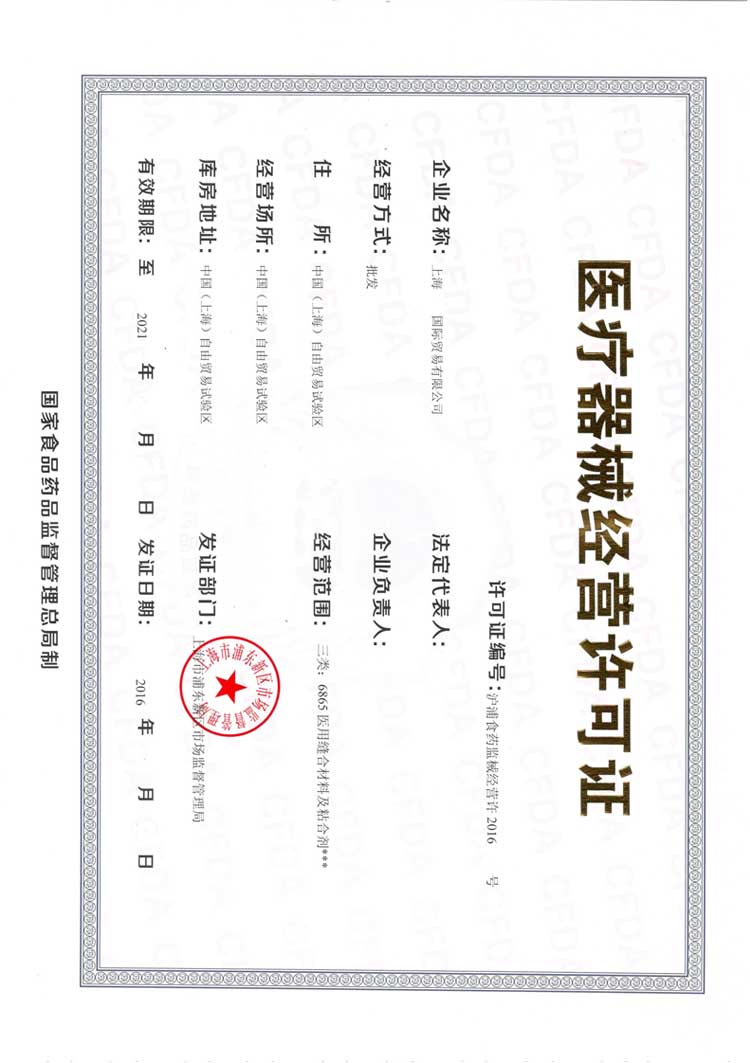 医疗器械经营许可证
许可证编号：沪浦食药监械经营许 2016 号
企业名称：上海 国际贸易有限公司
法定代表人：
经营方式：批发
企业负责人：
住 所：中国（上海）自由贸易试验区
经营范围：三类：6865 医用缝合材料及粘合剂***
经营场所：中国（上海）自由贸易试验区
库房地址：中国（上海）自由贸易试验区
发证部门：上海市浦东新区市场监督管理局
上海市浦东新区市场监督管理局
有效期限：至 2021 年 月 日
发证日期： 2016 年 月 日
国家食品药品监督管理总局制
CFDA